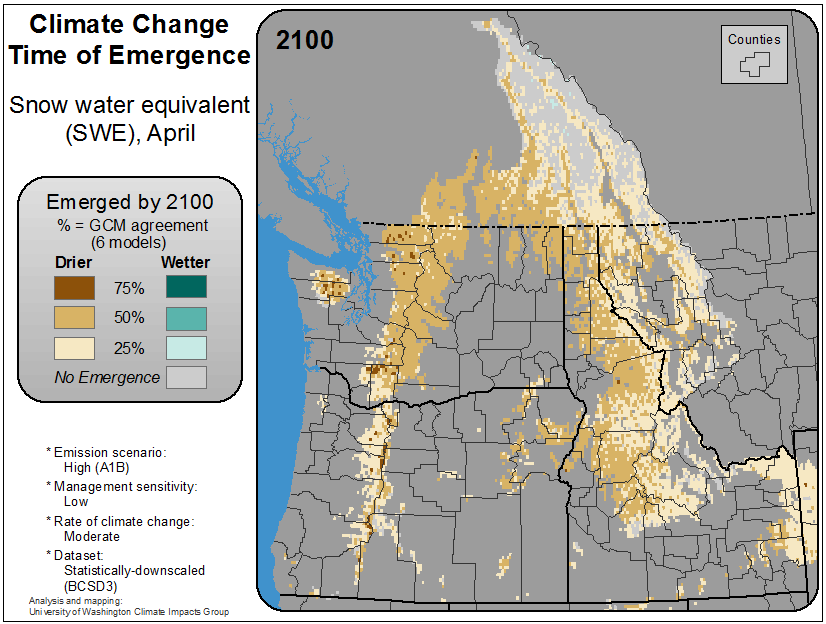 Climate Change
Time of Emergence
Snow water equivalent
(SWE), April
Emerged by 2100
% = GCM agreement
(6 models)
Drier Wetter
75%
50%
25%
No Emergence
* Emission scenario:
High (A1B)
* Management sensitivity:
Low
* Rate of climate change:
Moderate
* Dataset:
Statistically-downscaled
(BCSD3)
Analysis and mapping:
University of Washington Climate Impacts Group
2100
Counties